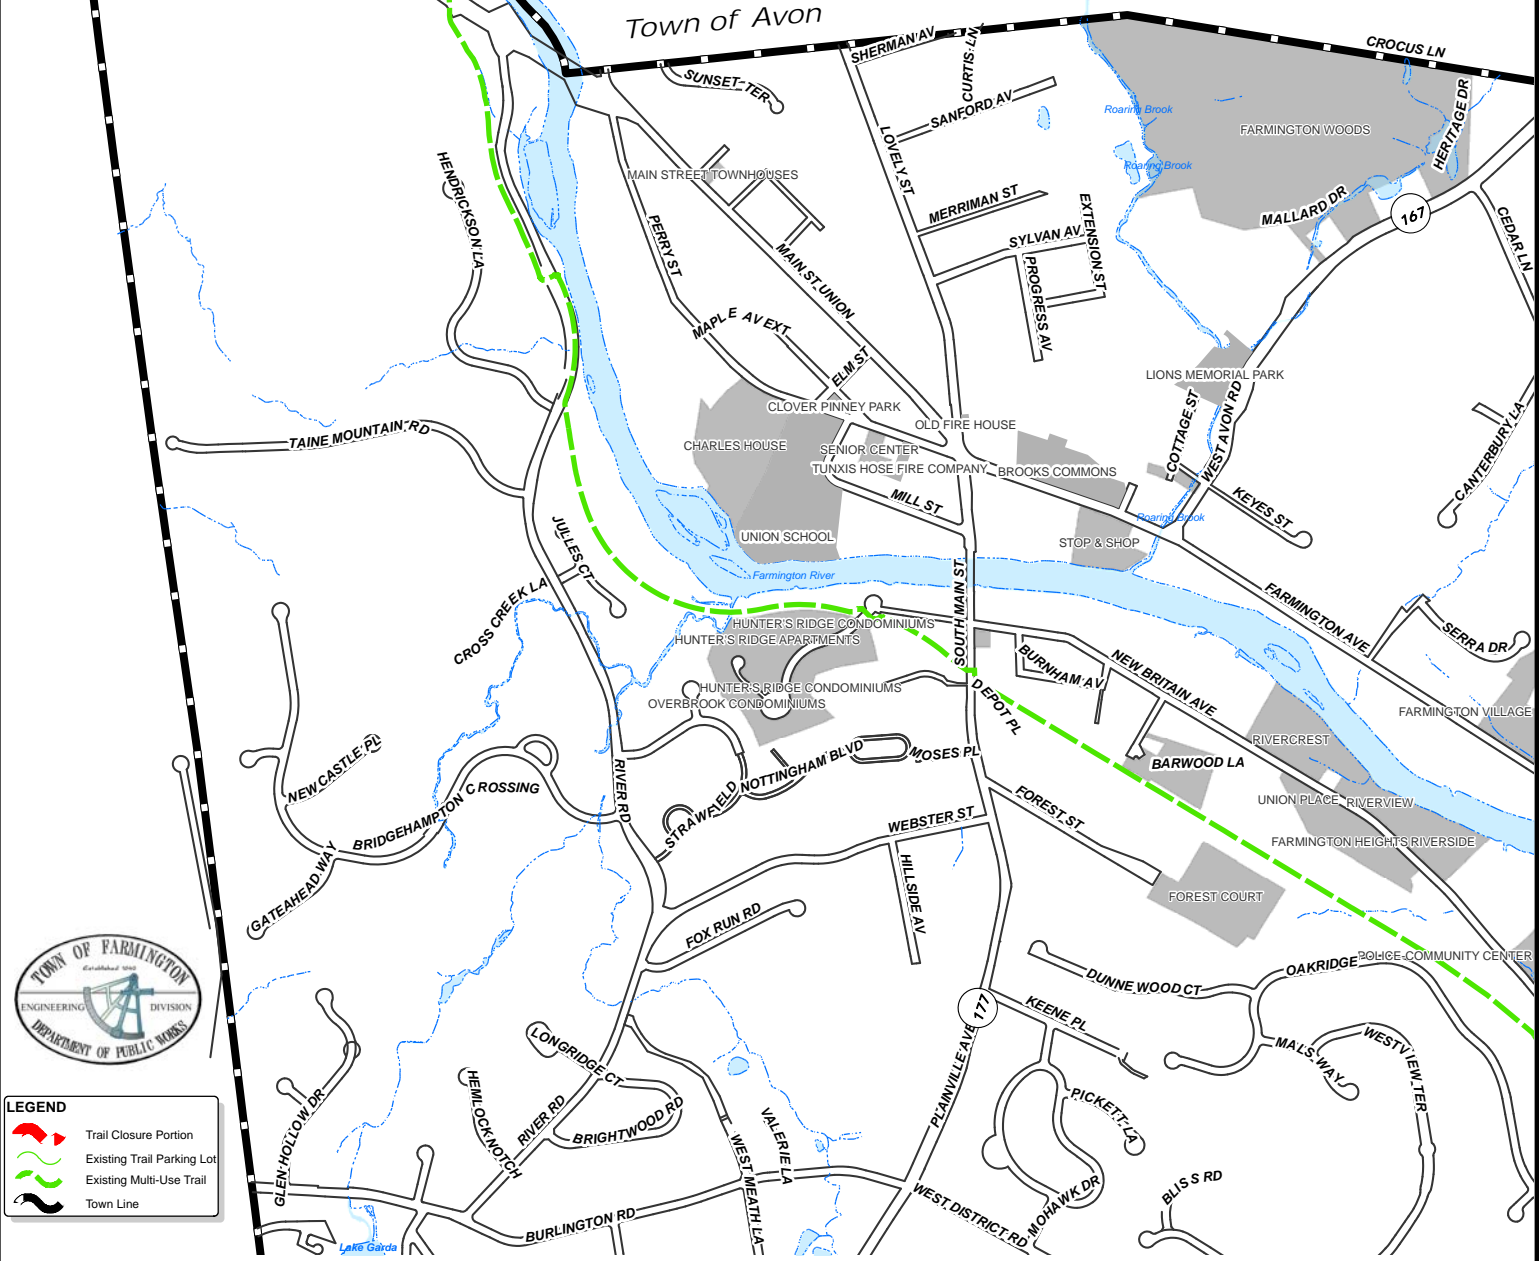 Town of Avon
CROCUS LN
SHERMAN AV
CURTIS LN
SUNSET TER
SANFORD AV
HERITAGE DR
Roaring Brook
FARMINGTON WOODS
LOVELY ST
Roaring Brook
MAIN STREET TOWNHOUSES
HENDRICKSON LA
MERRIMAN ST
EXTENSION ST
MALLARD DR
167
CEDAR LN
PERRY ST
SYLVAN AV
MAIN ST UNION
PROGRESS AV
MAPLE AV EXT
ELM ST
LIONS MEMORIAL PARK
CLOVER PINNEY PARK
COTTAGE ST
WEST AVON RD
OLD FIRE HOUSE
TAINE MOUNTAIN RD
CHARLES HOUSE
SENIOR CENTER
CANTERBURY LA
TUNXIS HOSE FIRE COMPANY
BROOKS COMMONS
MILL ST
KEYES ST
Roaring Brook
JULLES CT
UNION SCHOOL
STOP & SHOP
Farmington River
CROSS CREEK LA
SOUTH MAIN ST
FARMINGTON AVE
HUNTER'S RIDGE CONDOMINIUMS
HUNTER'S RIDGE APARTMENTS
SERRA DR
BURNHAM AV
NEW BRITAIN AVE
HUNTER'S RIDGE CONDOMINIUMS
OVERBROOK CONDOMINIUMS
DEPOT PL
FARMINGTON VILLAGE
NEW CASTLE PL
RIVERCREST
MOSES PL
NOTTINGHAM BLVD
BARWOOD LA
RIVER RD
BRIDGEHAMPTON CROSSING
STRAWFIELD
FOREST ST
UNION PLACE
RIVERVIEW
WEBSTER ST
FARMINGTON HEIGHTS RIVERSIDE
GATEAHEAD WAY
HILLSIDE AV
FOREST COURT
FOX RUN RD
POLICE COMMUNITY CENTER
OAKRIDGE
DUNNE WOOD CT
TOWN OF FARMINGTON
Established 1640
ENGINEERING DIVISION
DEPARTMENT OF PUBLIC WORKS
177
KEENE PL
PLAINVILLE AVE
LONGRIDGE CT
MAL'S WAY
WESTVIEW TER
HEMLOCK NOTCH
RIVER RD
BRIGHTWOOD RD
PICKETT LA
GLEN HOLLOW DR
VALERIE LA
WEST MEATH LA
LEGEND
Trail Closure Portion
Existing Trail Parking Lot
Existing Multi-Use Trail
Town Line
BLISS RD
MOHAWK DR
WEST DISTRICT RD
BURLINGTON RD
Lake Garda